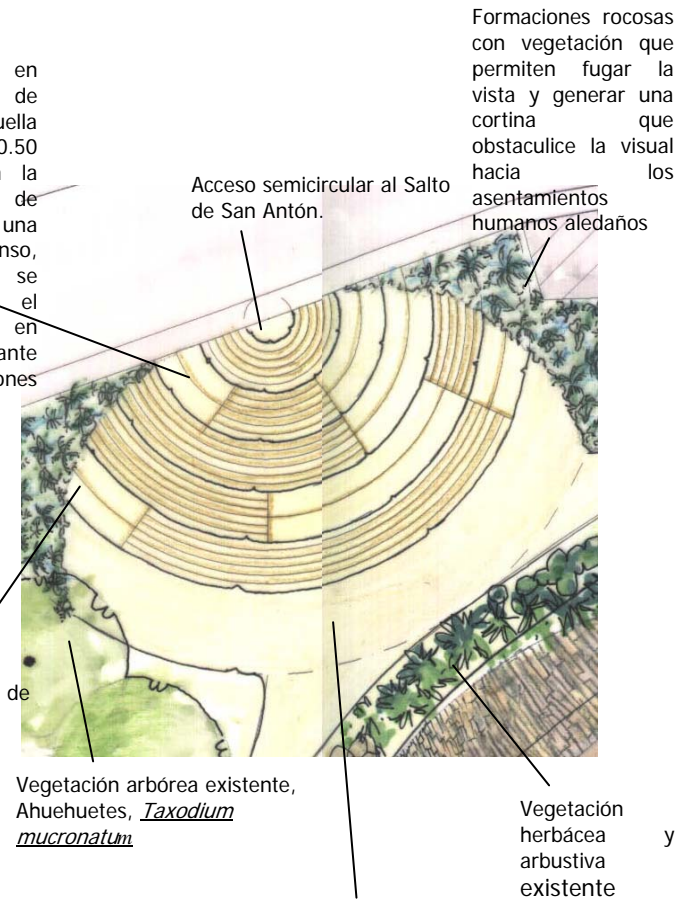 en
de
uella
0.50
la
de
una
nso,
se
el
en
ante
ones
Acceso semicircular al Salto
de San Antón.
Formaciones rocosas
con vegetación que
permiten fugar la
vista y generar una
cortina que
obstaculice la visual
hacia los
asentamientos
humanos aledaños
de
Vegetación arbórea existente,
Ahuehuetes, Taxodium
mucronatum
Vegetación
herbácea y
arbustiva
existente